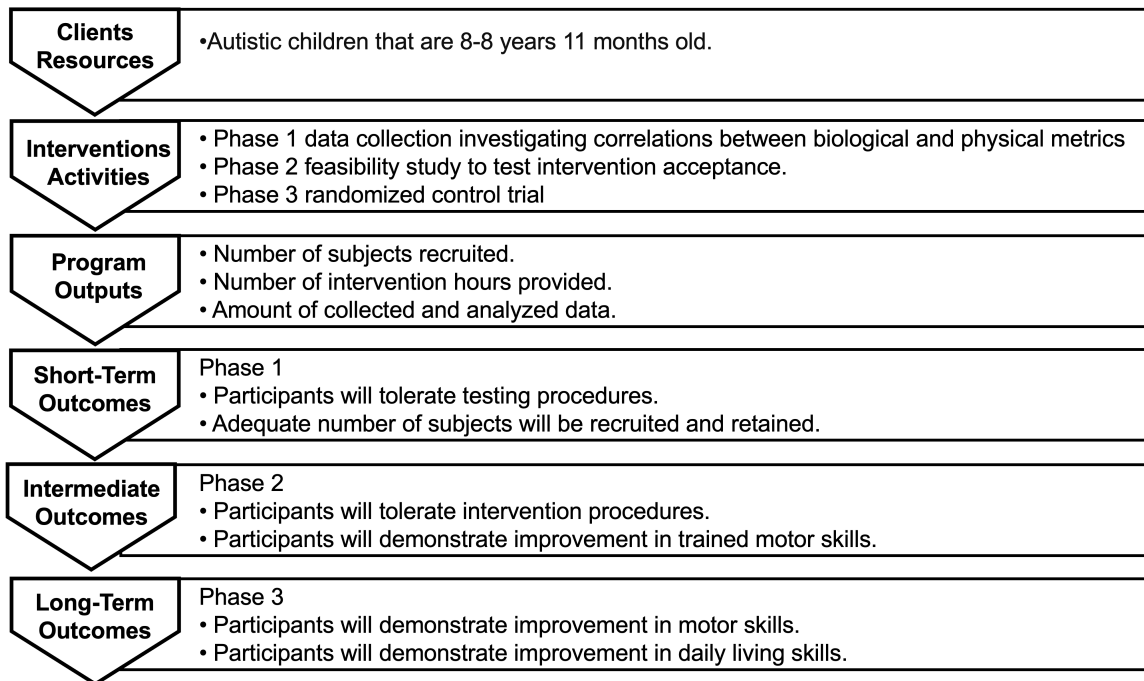 Clients
Resources
•Autistic children that are 8-8 years 11 months old.
Interventions
Activities
• Phase 1 data collection investigating correlations between biological and physical metrics
• Phase 2 feasibility study to test intervention acceptance.
• Phase 3 randomized control trial
Program
Outputs
• Number of subjects recruited.
• Number of intervention hours provided.
• Amount of collected and analyzed data.
Short-Term
Outcomes
Phase 1
• Participants will tolerate testing procedures.
• Adequate number of subjects will be recruited and retained.
Intermediate
Outcomes
Phase 2
• Participants will tolerate intervention procedures.
• Participants will demonstrate improvement in trained motor skills.
Long-Term
Outcomes
Phase 3
• Participants will demonstrate improvement in motor skills.
• Participants will demonstrate improvement in daily living skills.